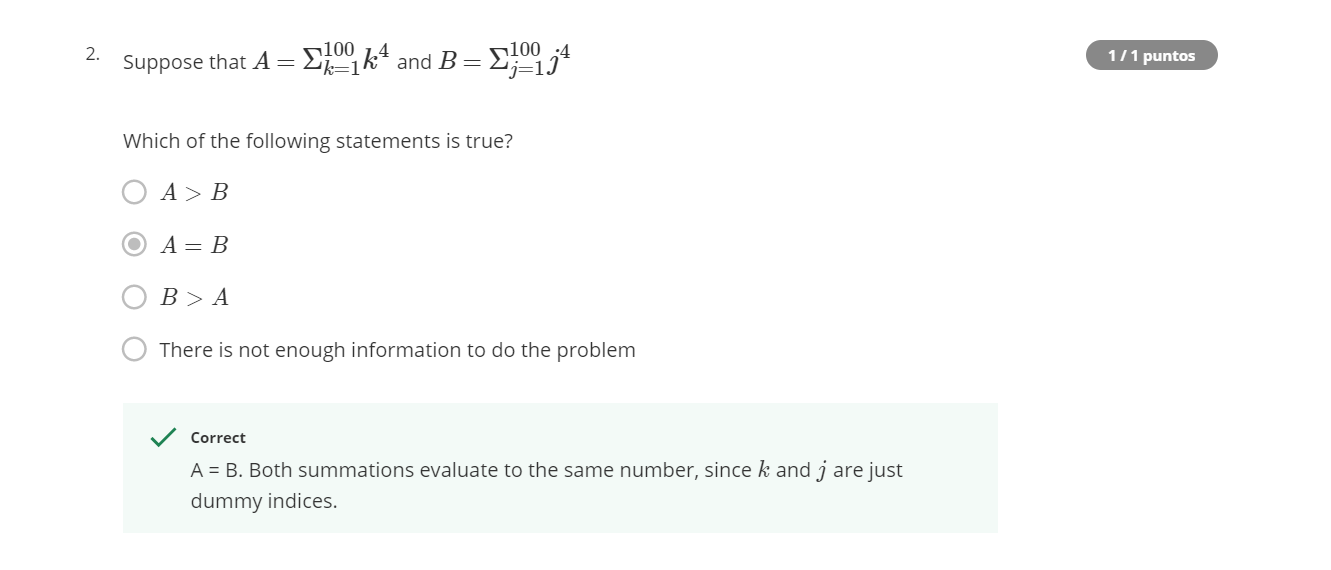 2. Suppose that $A = \Sigma_{k=1}^{100} k^4$ and $B = \Sigma_{j=1}^{100} j^4$
1 / 1 puntos
Which of the following statements is true?
$A > B$
$A = B$
$B > A$
There is not enough information to do the problem
Correct
A = B. Both summations evaluate to the same number, since $k$ and $j$ are just
dummy indices.